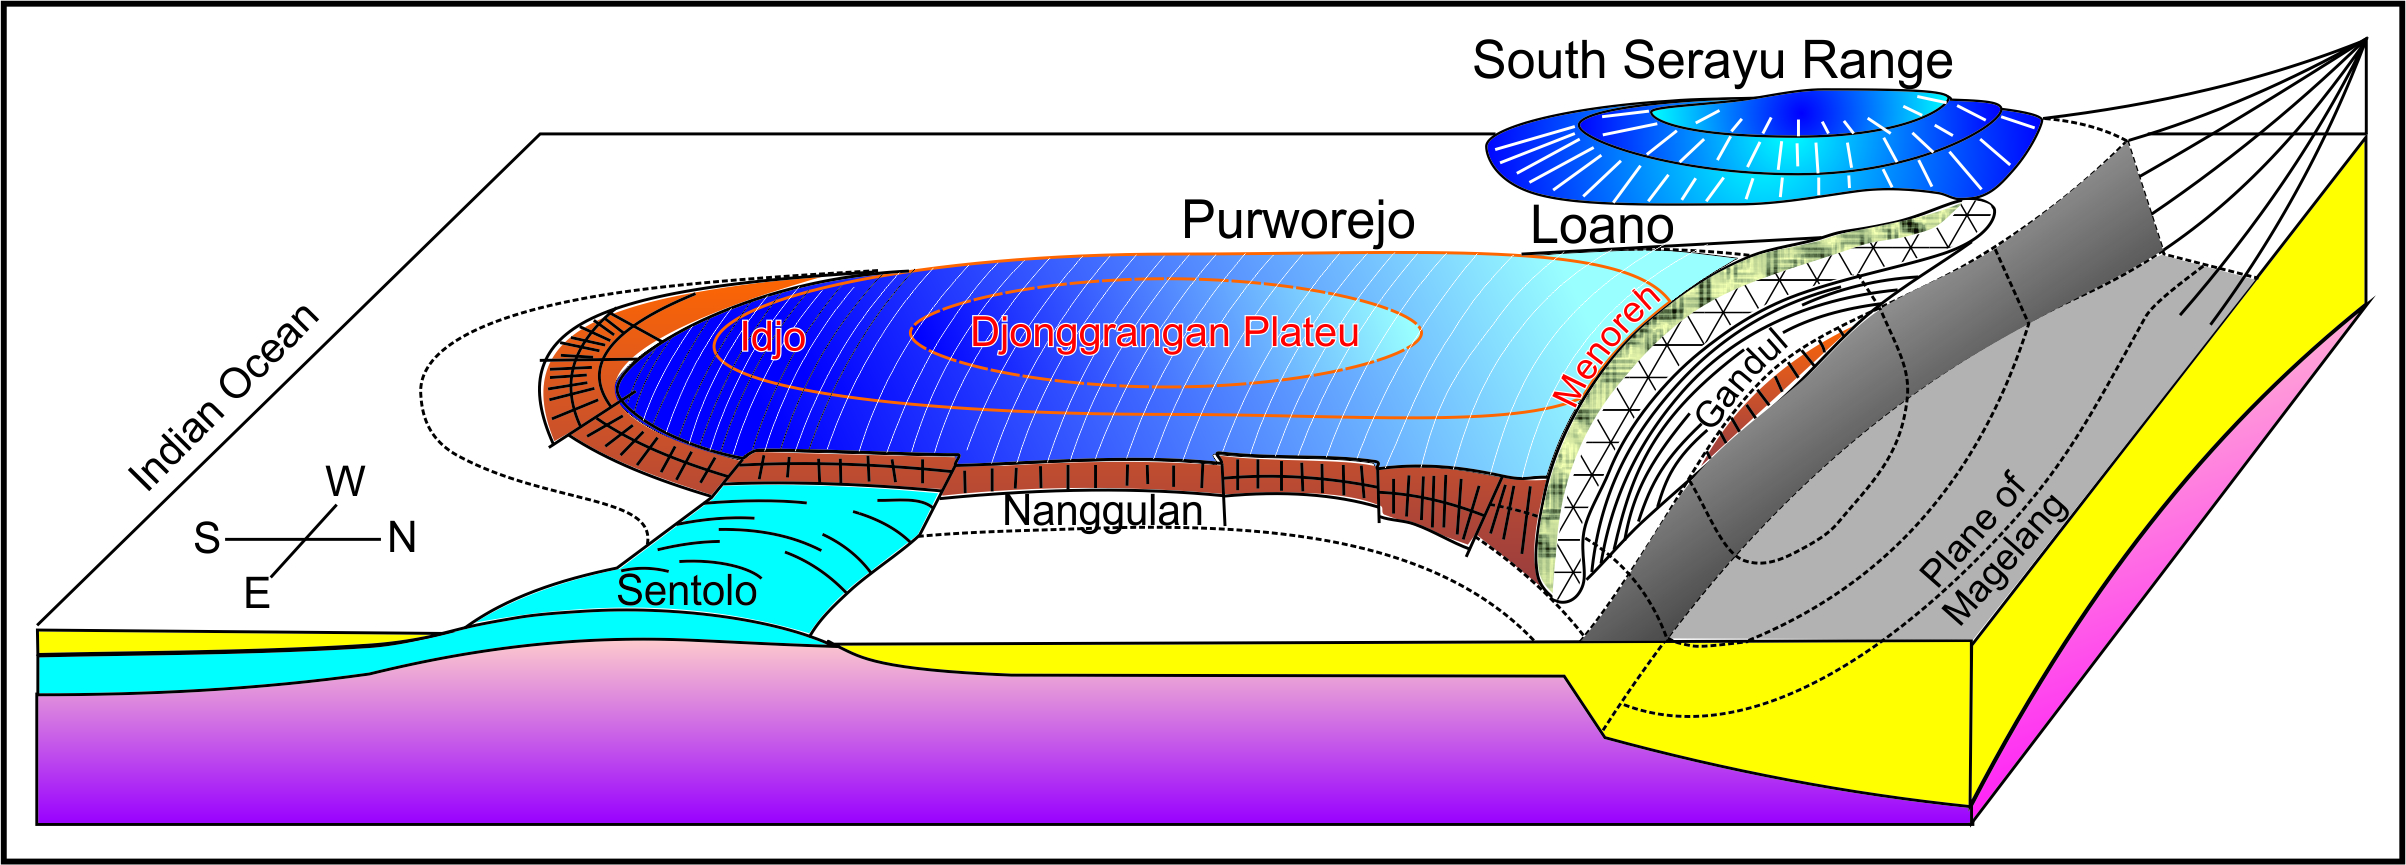 South Serayu Range
Purworejo
Loano
Indian Ocean
Idjo
Djonggrangan Plateu
Menoreh
Gandul
W
S
N
E
Nanggulan
Sentolo
Plane of
Magelang